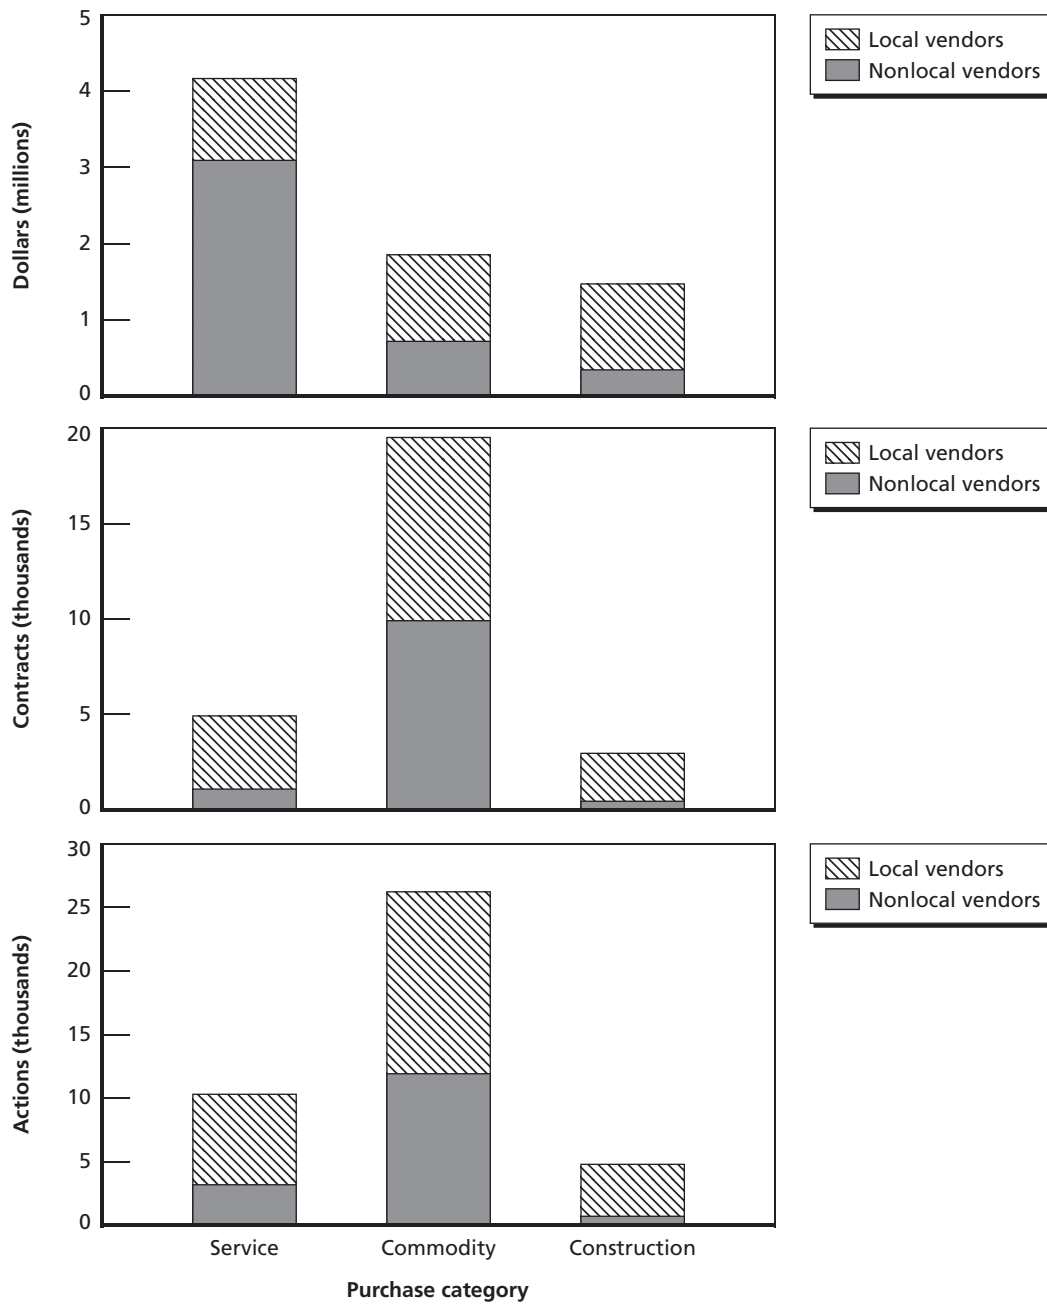 Dollars (millions)
5
4
3
2
1
0
Local vendors
Nonlocal vendors
Contracts (thousands)
20
15
10
5
0
Local vendors
Nonlocal vendors
Actions (thousands)
30
25
20
15
10
5
0
Local vendors
Nonlocal vendors
Service Commodity Construction
Purchase category